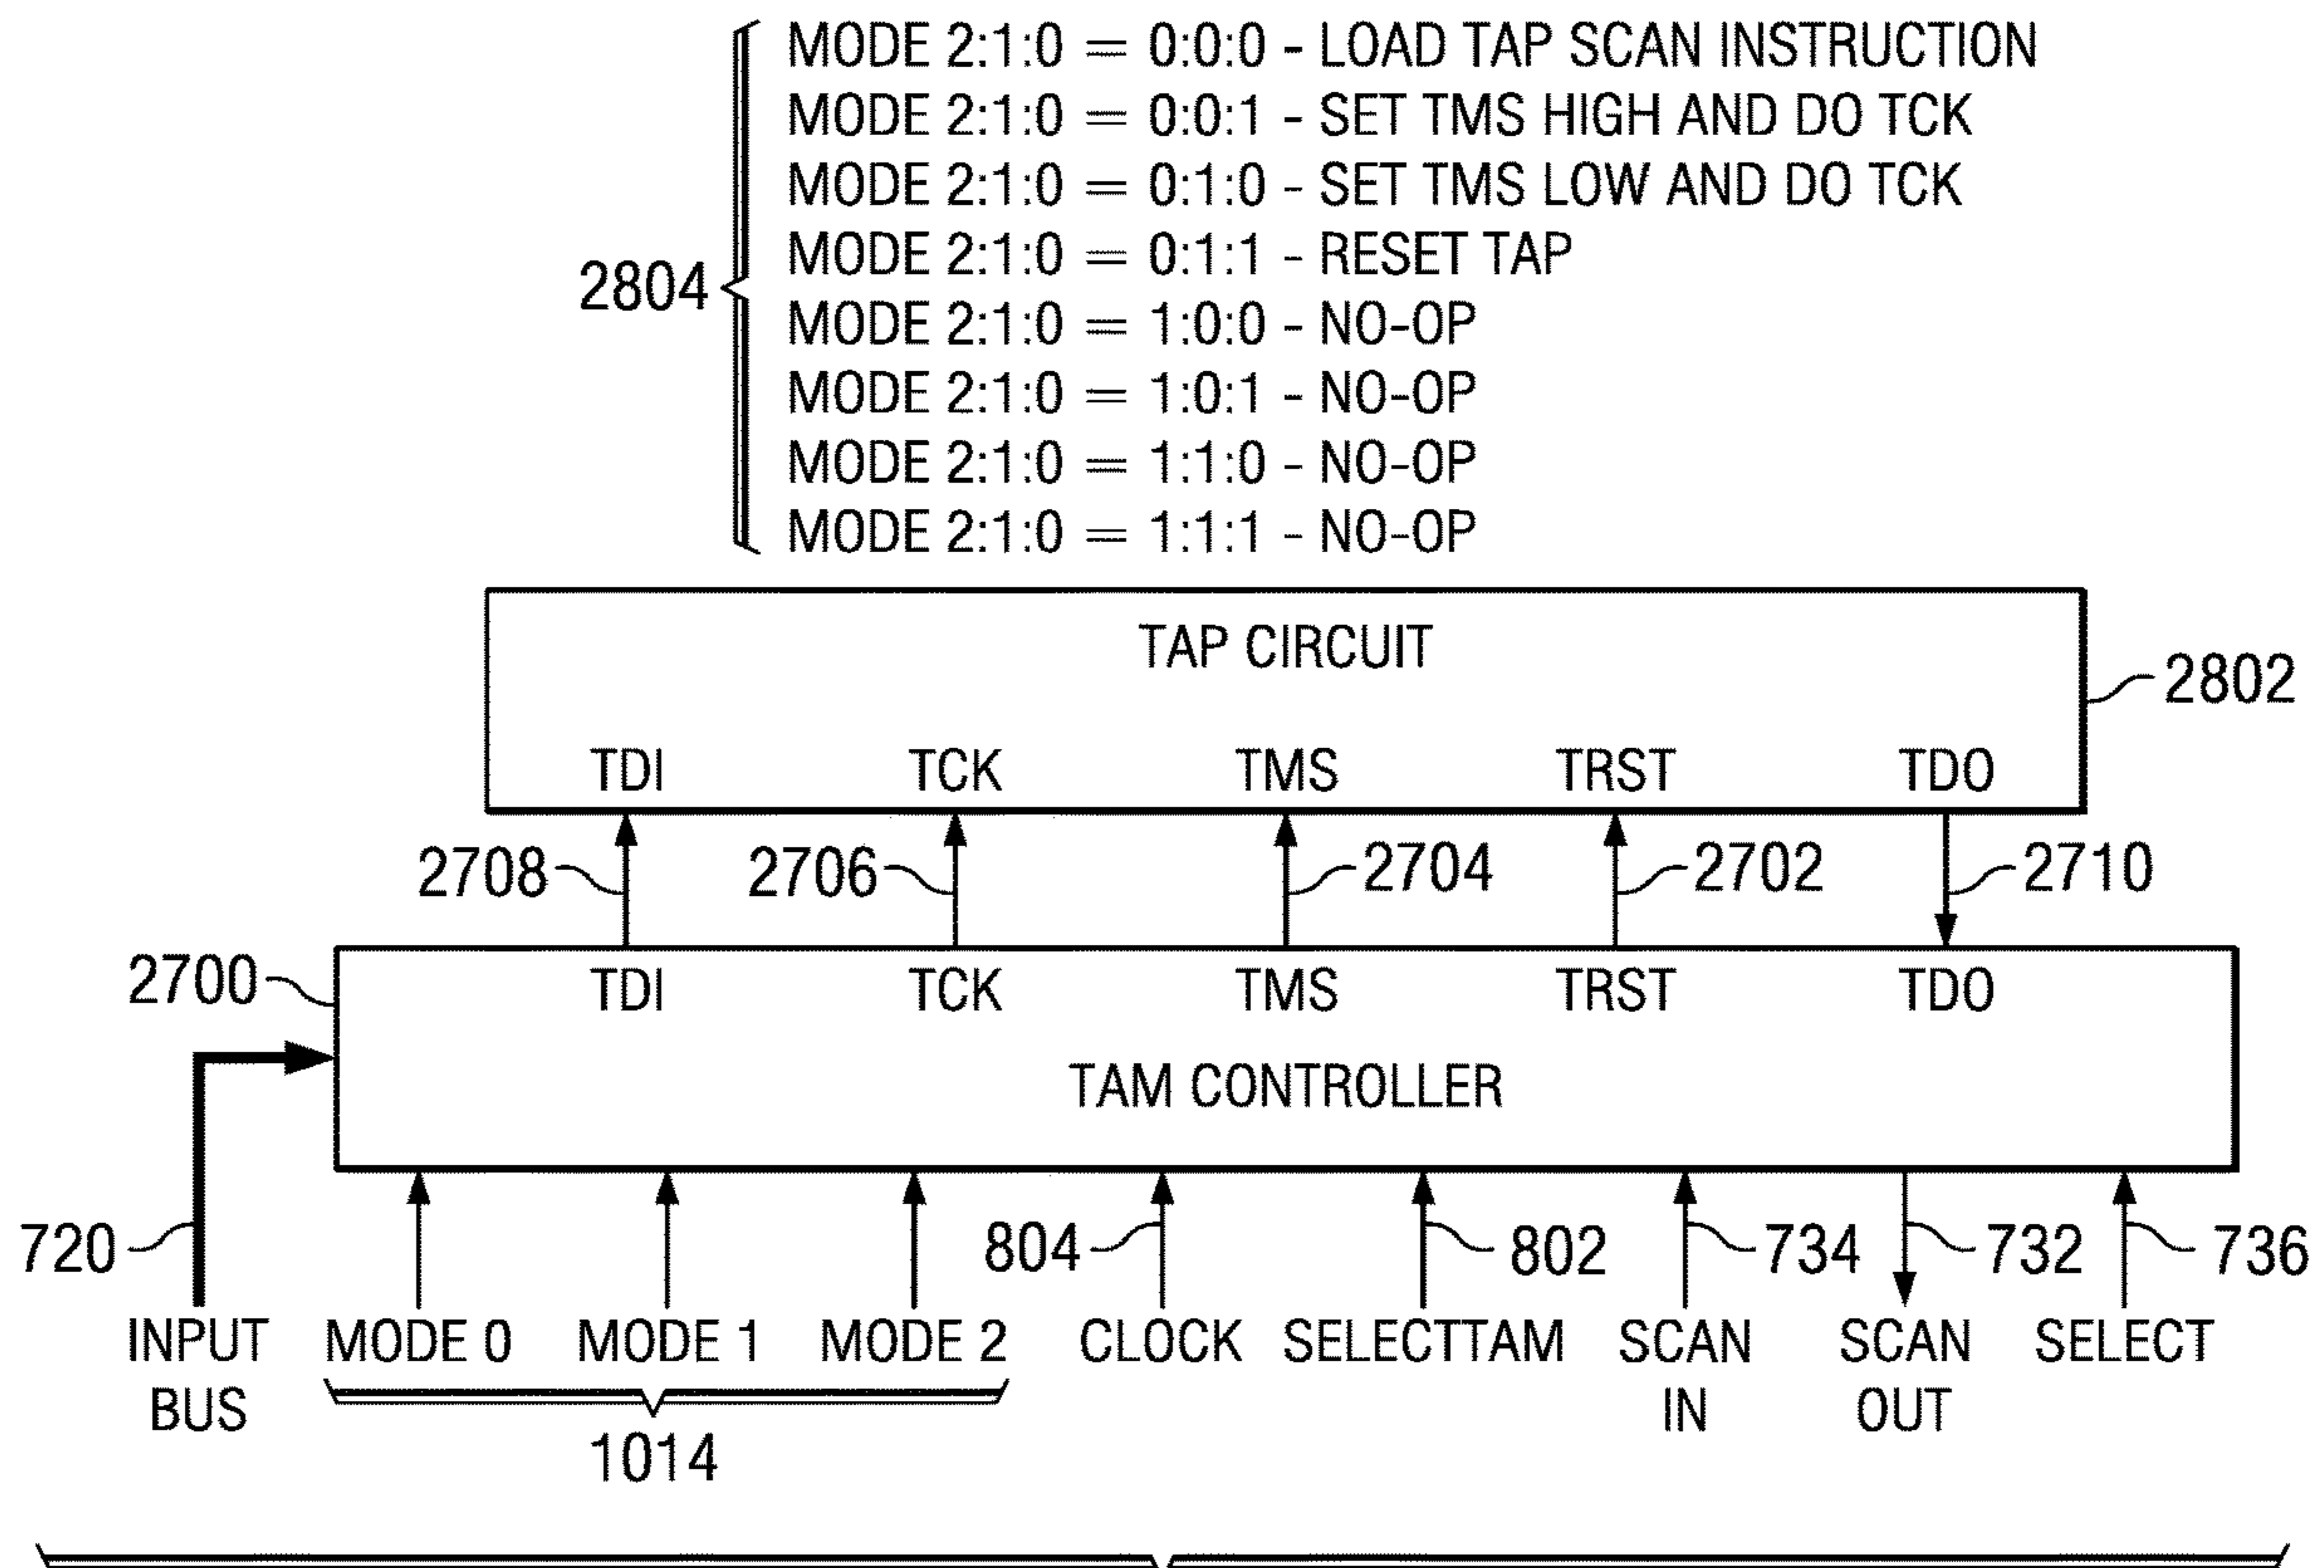 MODE 2:1:0 = 0:0:0 - LOAD TAP SCAN INSTRUCTION
MODE 2:1:0 = 0:0:1 - SET TMS HIGH AND DO TCK
MODE 2:1:0 = 0:1:0 - SET TMS LOW AND DO TCK
MODE 2:1:0 = 0:1:1 - RESET TAP
2804
MODE 2:1:0 = 1:0:0 - NO-OP
MODE 2:1:0 = 1:0:1 - NO-OP
MODE 2:1:0 = 1:1:0 - NO-OP
MODE 2:1:0 = 1:1:1 - NO-OP
TAP CIRCUIT
2802
TDI TCK TMS TRST TDO
2708 2706 2704 2702 2710
2700
TDI TCK TMS TRST TDO
TAM CONTROLLER
720 804 802 734 732 736
INPUT BUS MODE 0 MODE 1 MODE 2 CLOCK SELECTTAM SCAN IN SCAN OUT SELECT
1014